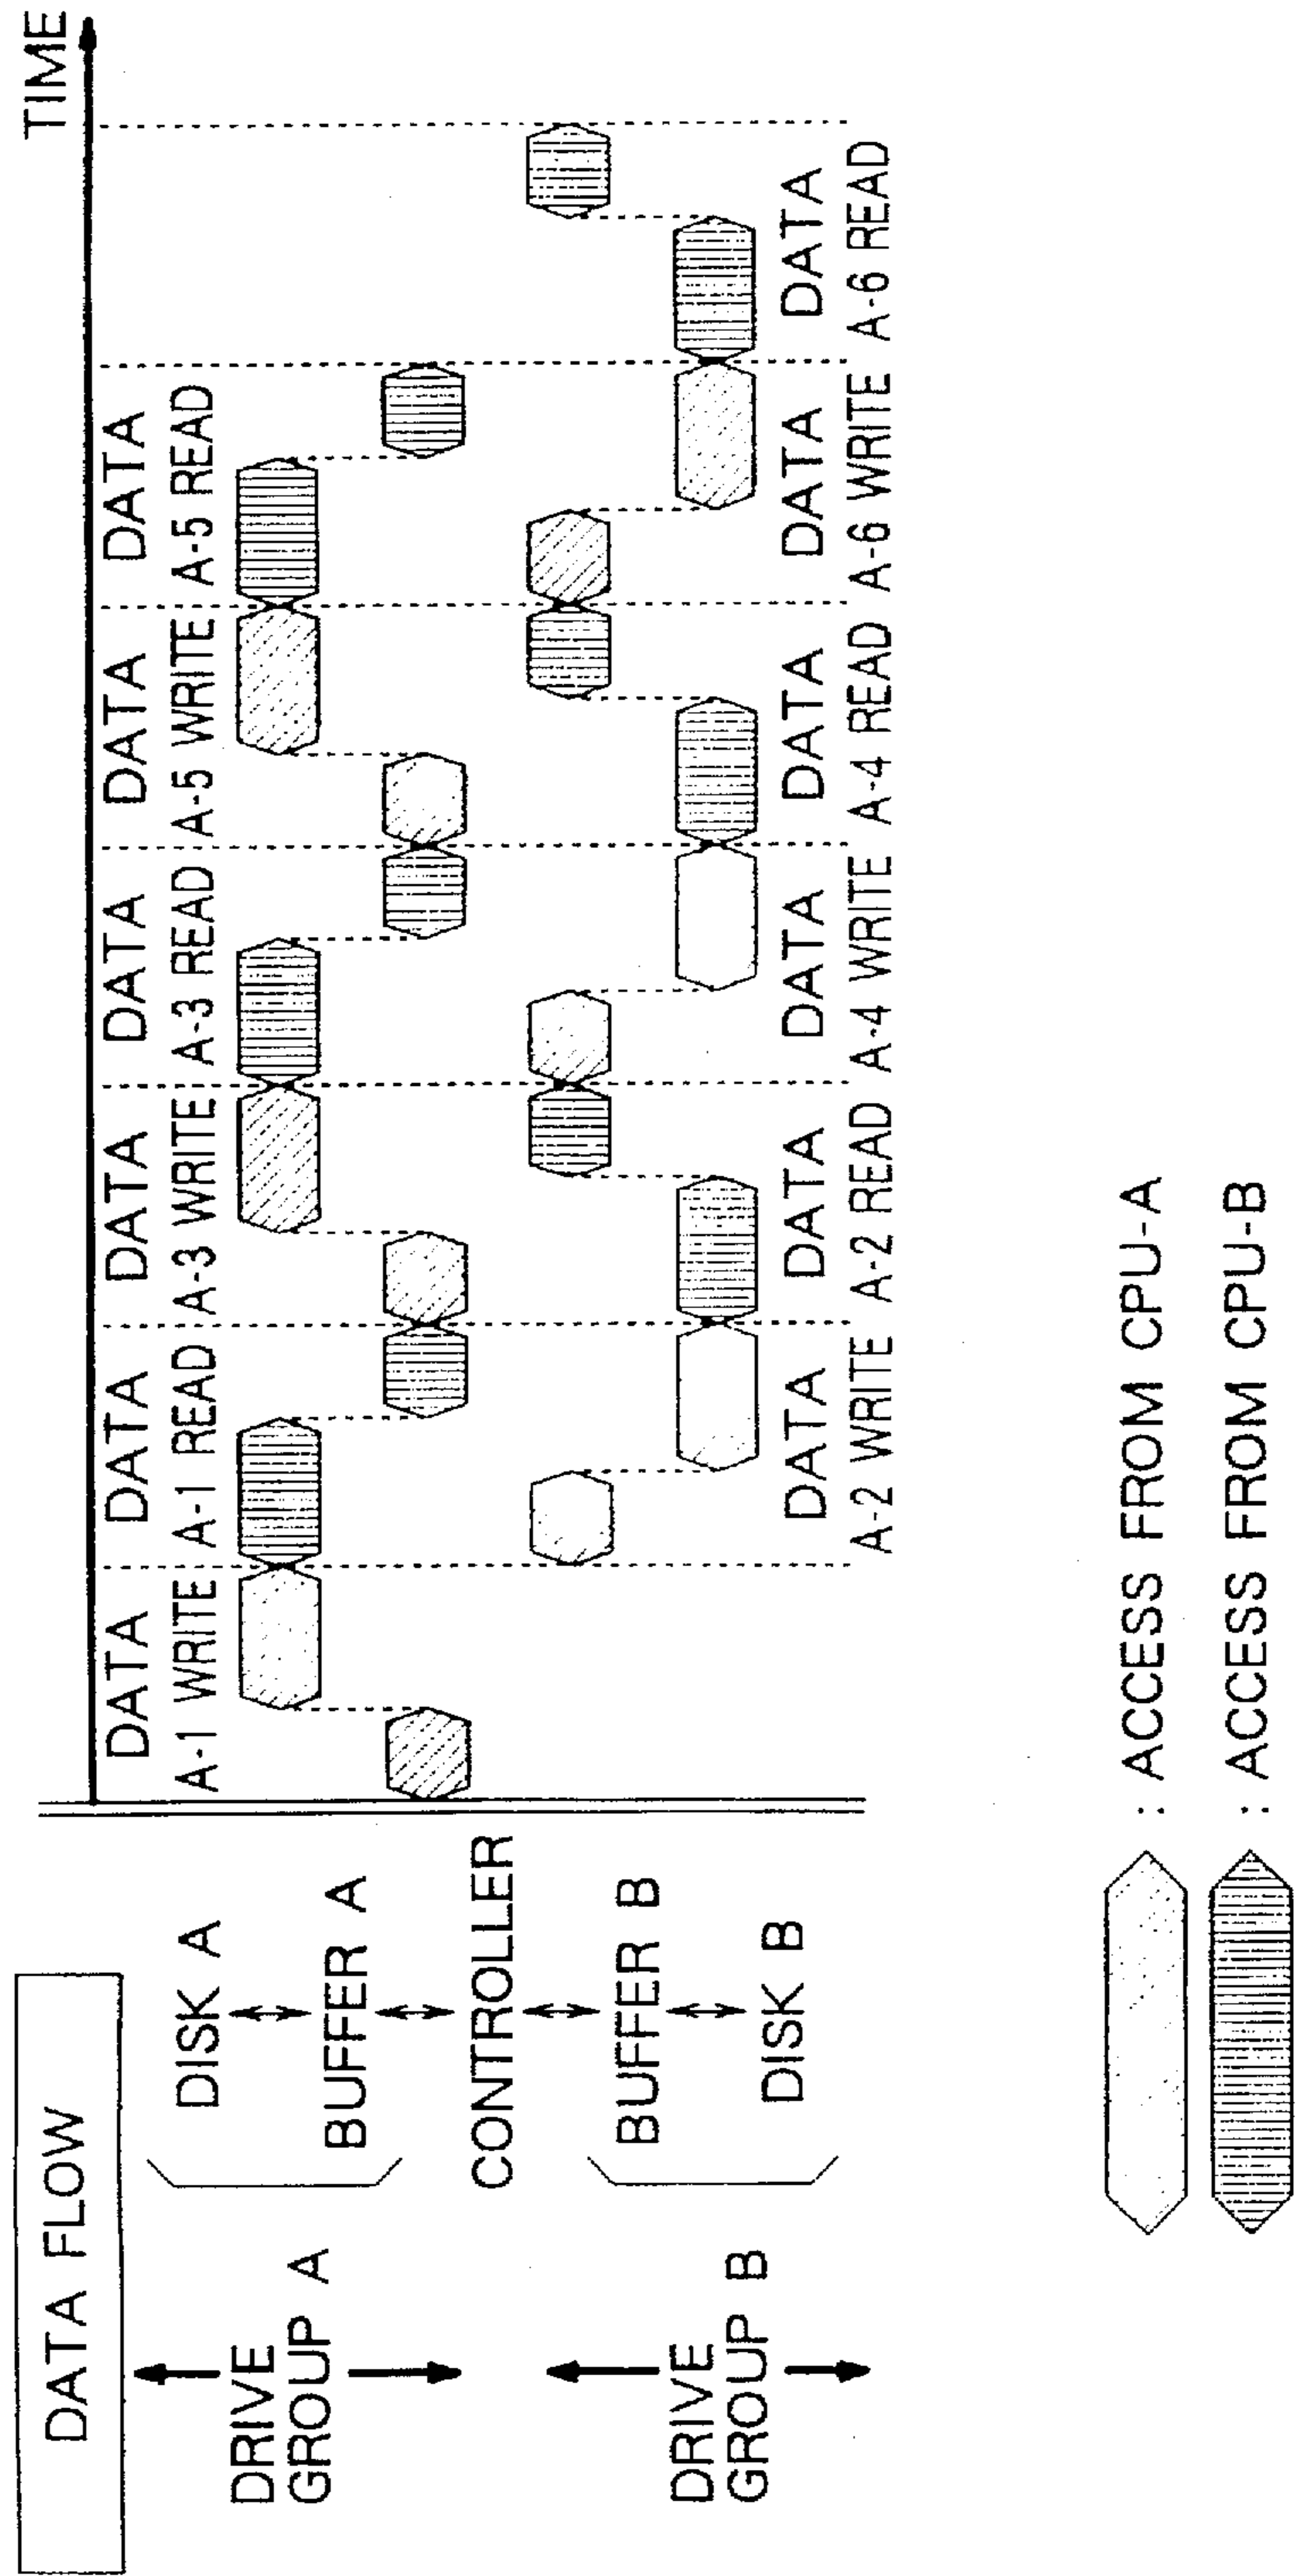 DATA FLOW
TIME
DRIVE
GROUP A
DISK A
BUFFER A
CONTROLLER
BUFFER B
DISK B
DRIVE
GROUP B
DATA DATA DATA DATA DATA DATA
A-1 WRITE A-1 READ A-3 WRITE A-3 READ A-5 WRITE A-5 READ
DATA DATA DATA DATA DATA DATA
A-2 WRITE A-2 READ A-4 WRITE A-4 READ A-6 WRITE A-6 READ
: ACCESS FROM CPU-A
: ACCESS FROM CPU-B